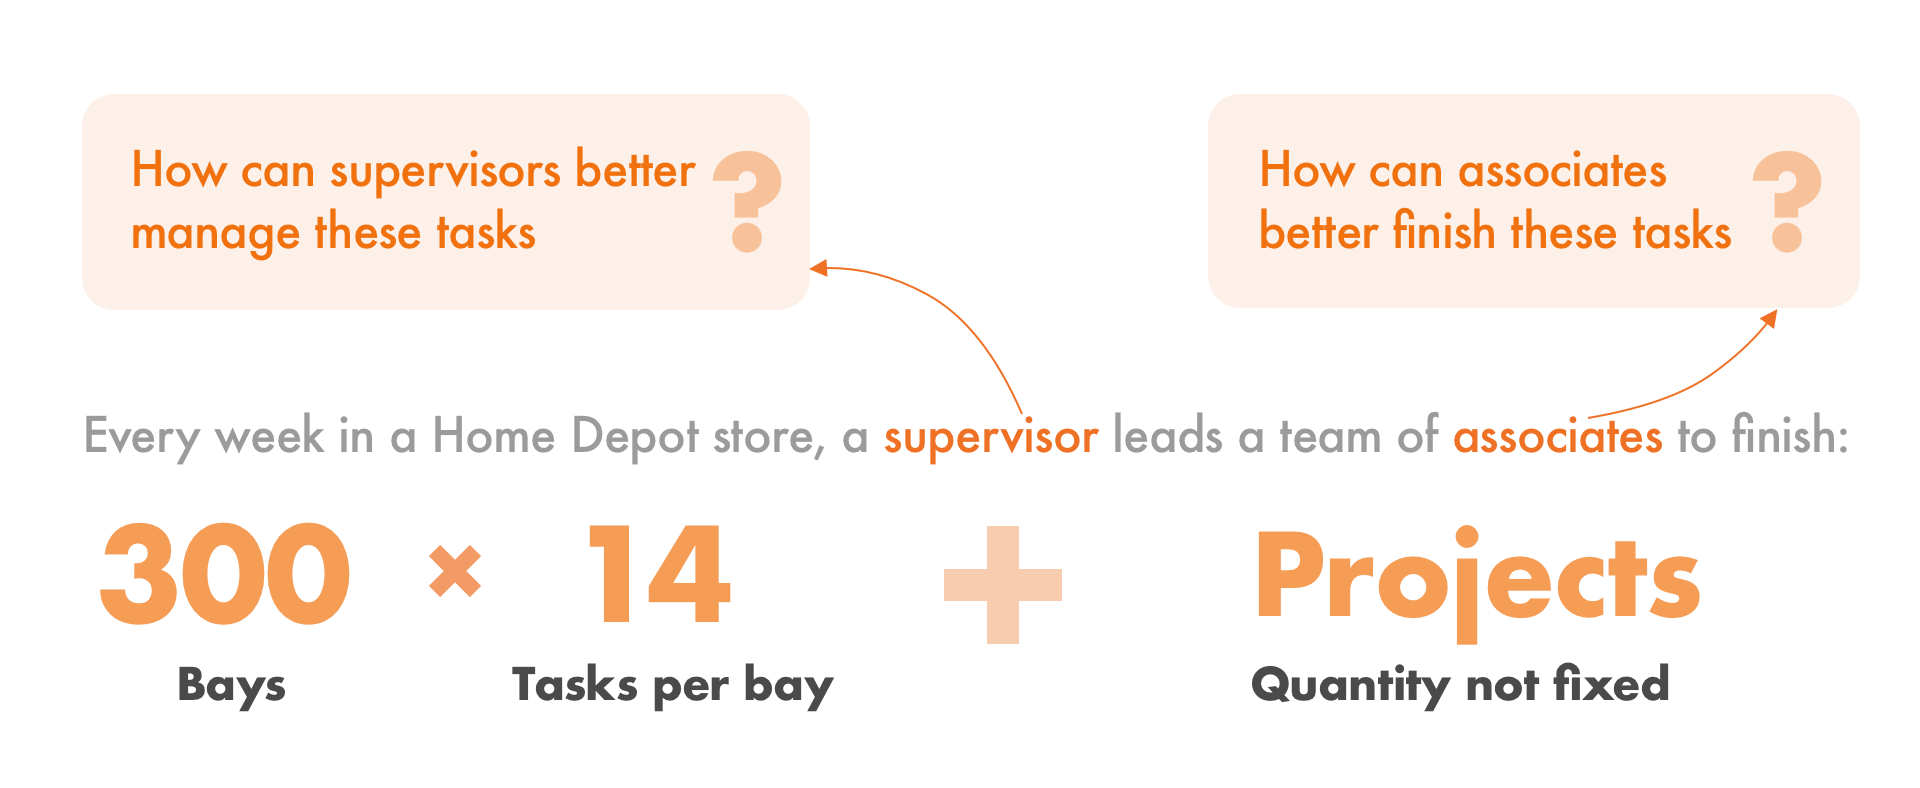 How can supervisors better
manage these tasks
?
How can associates
better finish these tasks
?
Every week in a Home Depot store, a supervisor leads a team of associates to finish:
300 × 14 + Projects
Bays Tasks per bay Quantity not fixed